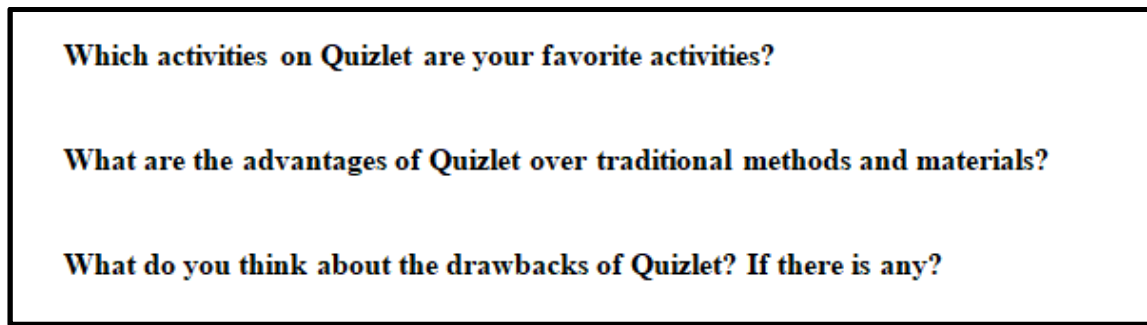 Which activities on Quizlet are your favorite activities?
What are the advantages of Quizlet over traditional methods and materials?
What do you think about the drawbacks of Quizlet? If there is any?